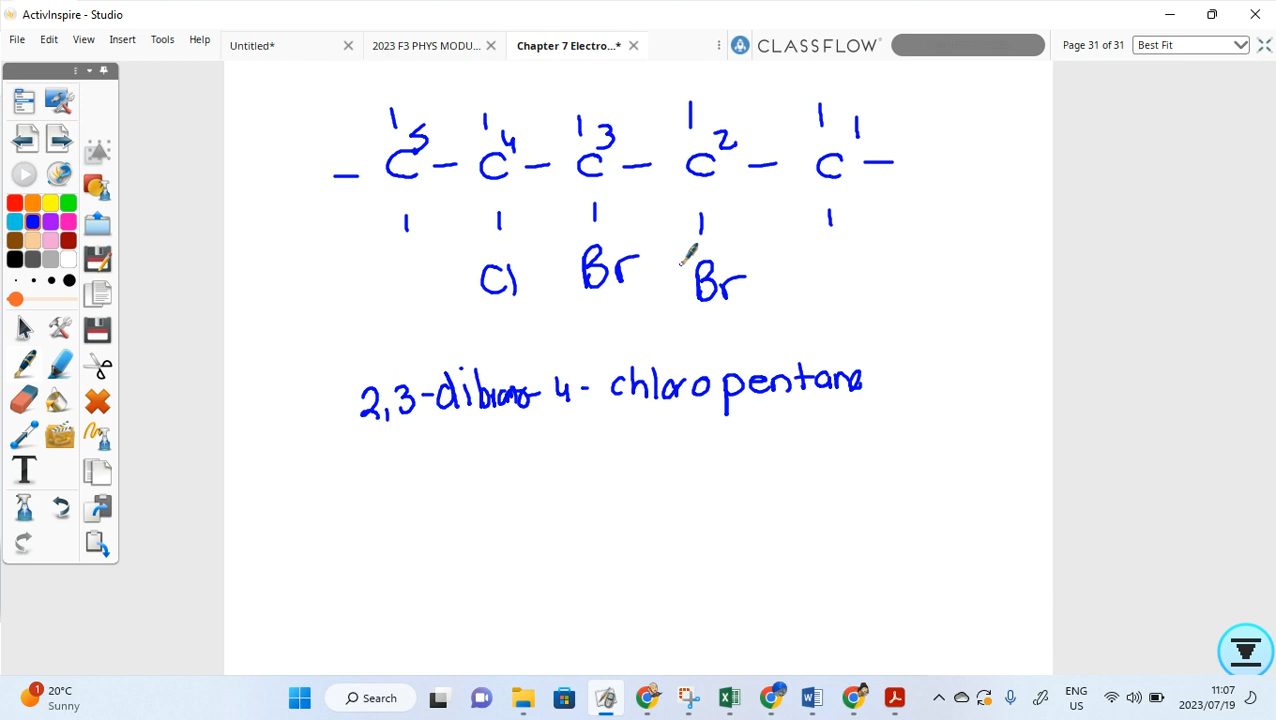 ActivInspire - Studio
File Edit View Insert Tools Help
Untitled* 2023 F3 PHYS MODU... Chapter 7 Electro...* CLASSFLOW Page 31 of 31 Best Fit
5 4 3 2 1
- C - C - C - C - C -
Cl Br Br
2,3-dibromo-4-chloropentane
T
1 20°C
Sunny
Search
ENG
US
11:07
2023/07/19